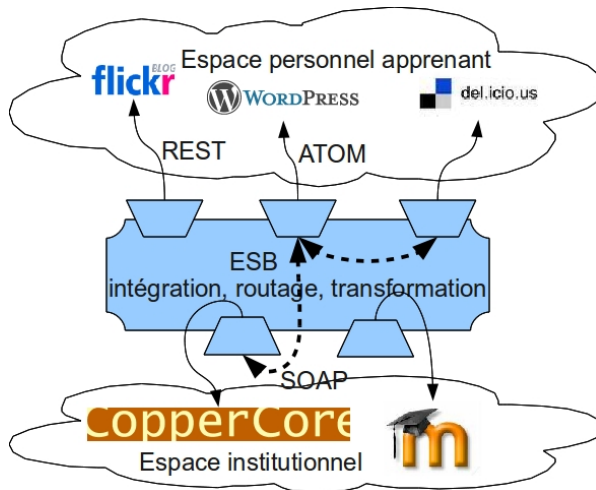 Espace personnel apprenant
BLOG
flickr
WORDPRESS
del.icio.us
REST
ATOM
ESB
intégration, routage, transformation
SOAP
CopperCore
m
Espace institutionnel